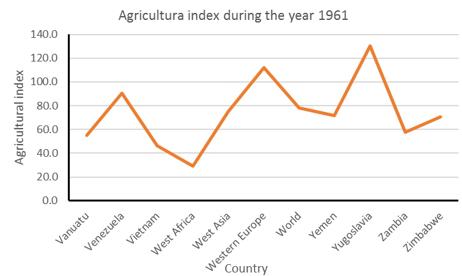 Agricultura index during the year 1961
140.0
120.0
100.0
80.0
60.0
40.0
20.0
0.0
Agricultural index
Vanuatu
Venezuela
Vietnam
West Africa
West Asia
Western Europe
World
Yemen
Yugoslavia
Zambia
Zimbabwe
Country